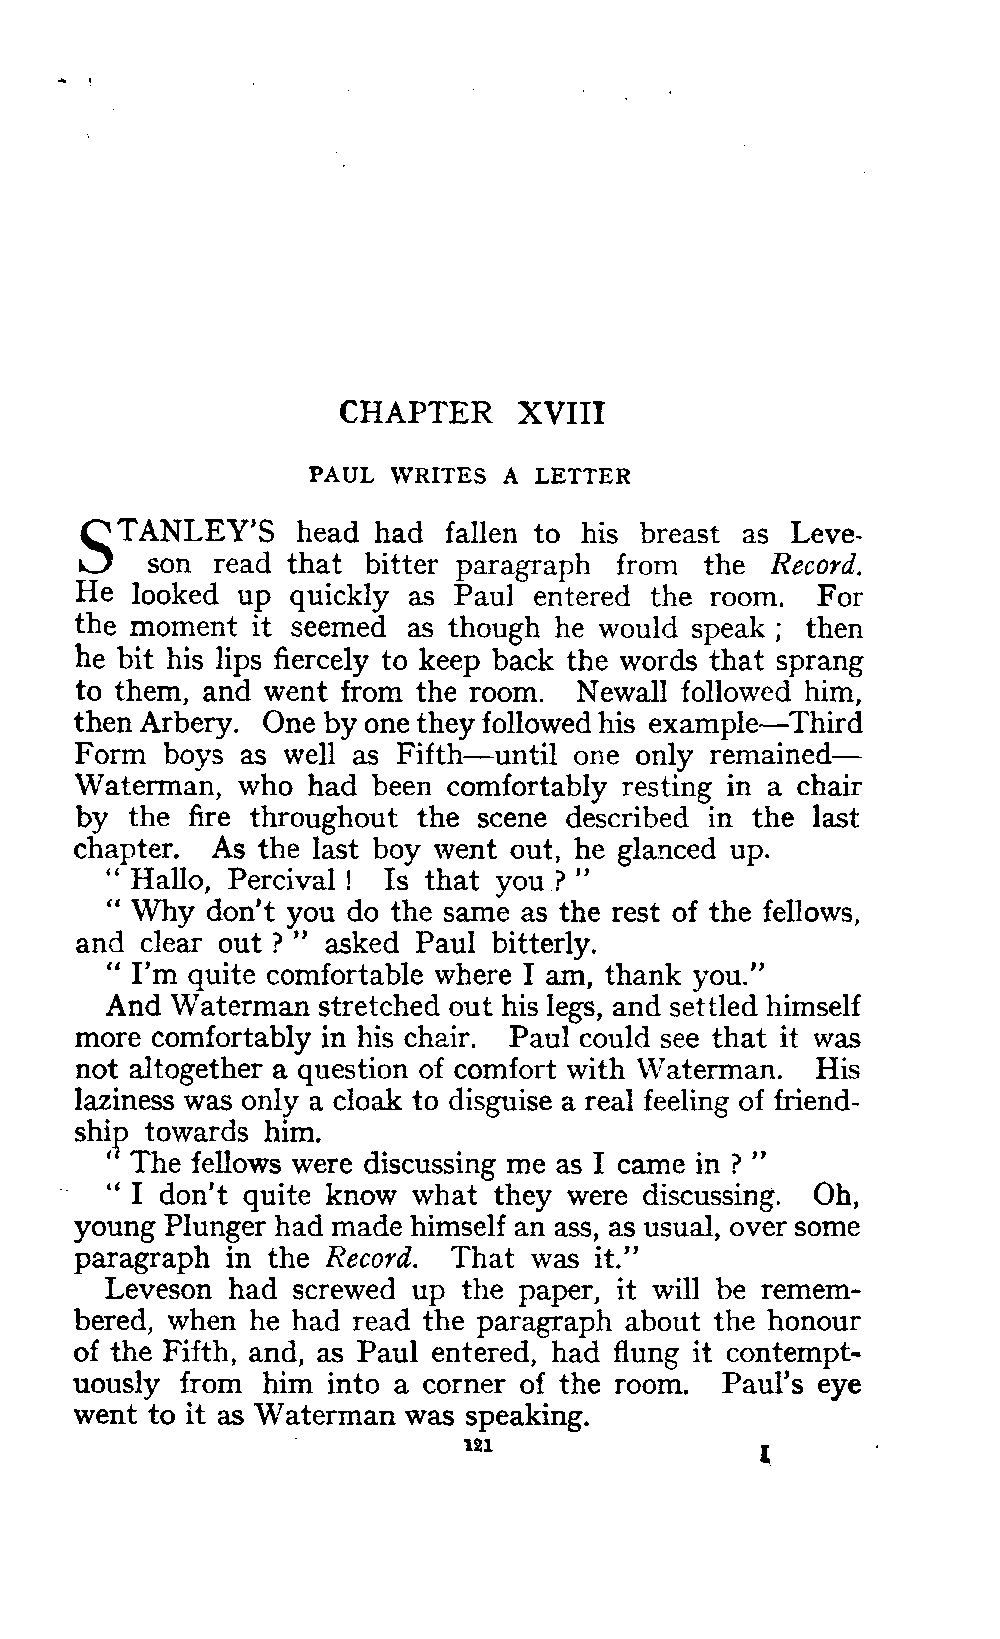 CHAPTER XVIII
PAUL WRITES A LETTER
STANLEY'S head had fallen to his breast as Leve-
son read that bitter paragraph from the Record.
He looked up quickly as Paul entered the room. For
the moment it seemed as though he would speak ; then
he bit his lips fiercely to keep back the words that sprang
to them, and went from the room. Newall followed him,
then Arbery. One by one they followed his example—Third
Form boys as well as Fifth—until one only remained—
Waterman, who had been comfortably resting in a chair
by the fire throughout the scene described in the last
chapter. As the last boy went out, he glanced up.
“ Hallo, Percival ! Is that you ? ”
“ Why don't you do the same as the rest of the fellows,
and clear out ? ” asked Paul bitterly.
“ I'm quite comfortable where I am, thank you.”
And Waterman stretched out his legs, and settled himself
more comfortably in his chair. Paul could see that it was
not altogether a question of comfort with Waterman. His
laziness was only a cloak to disguise a real feeling of friend-
ship towards him.
“ The fellows were discussing me as I came in ? ”
“ I don't quite know what they were discussing. Oh,
young Plunger had made himself an ass, as usual, over some
paragraph in the Record. That was it.”
Leveson had screwed up the paper, it will be remem-
bered, when he had read the paragraph about the honour
of the Fifth, and, as Paul entered, had flung it contempt-
uously from him into a corner of the room. Paul's eye
went to it as Waterman was speaking.
121
I